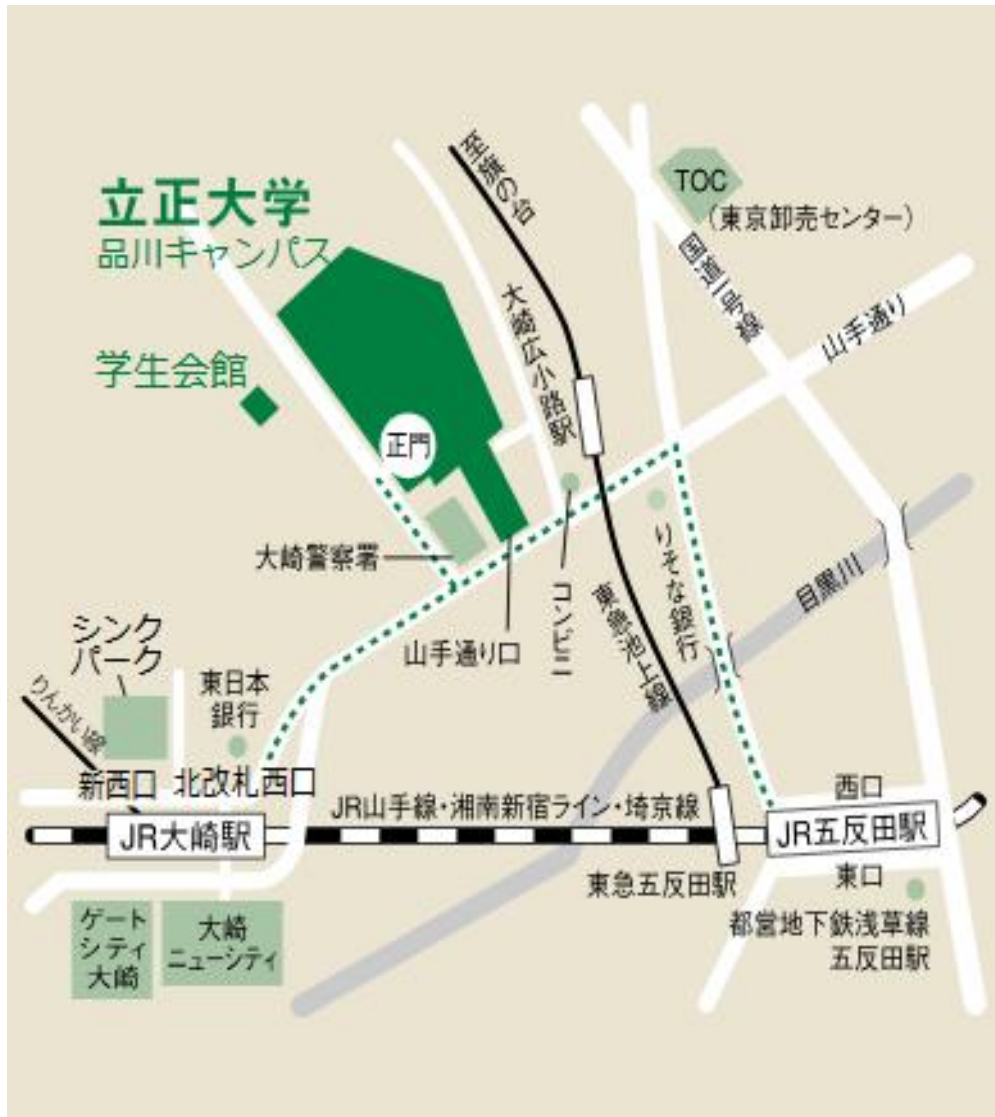 至旗の台
TOC
(東京卸売センター)
立正大学
品川キャンパス
国道一号線
山手通り
大崎広小路駅
学生会館
正門
大崎警察署
りそな銀行
コンビニ
目黒川
東急池上線
山手通り口
シンク
パーク
東日本
銀行
りんかい線
新西口
北改札西口
西口
JR山手線・湘南新宿ライン・埼京線
JR大崎駅
JR五反田駅
東急五反田駅
東口
ゲート
シティ
大崎
大崎
ニューシティ
都営地下鉄浅草線
五反田駅